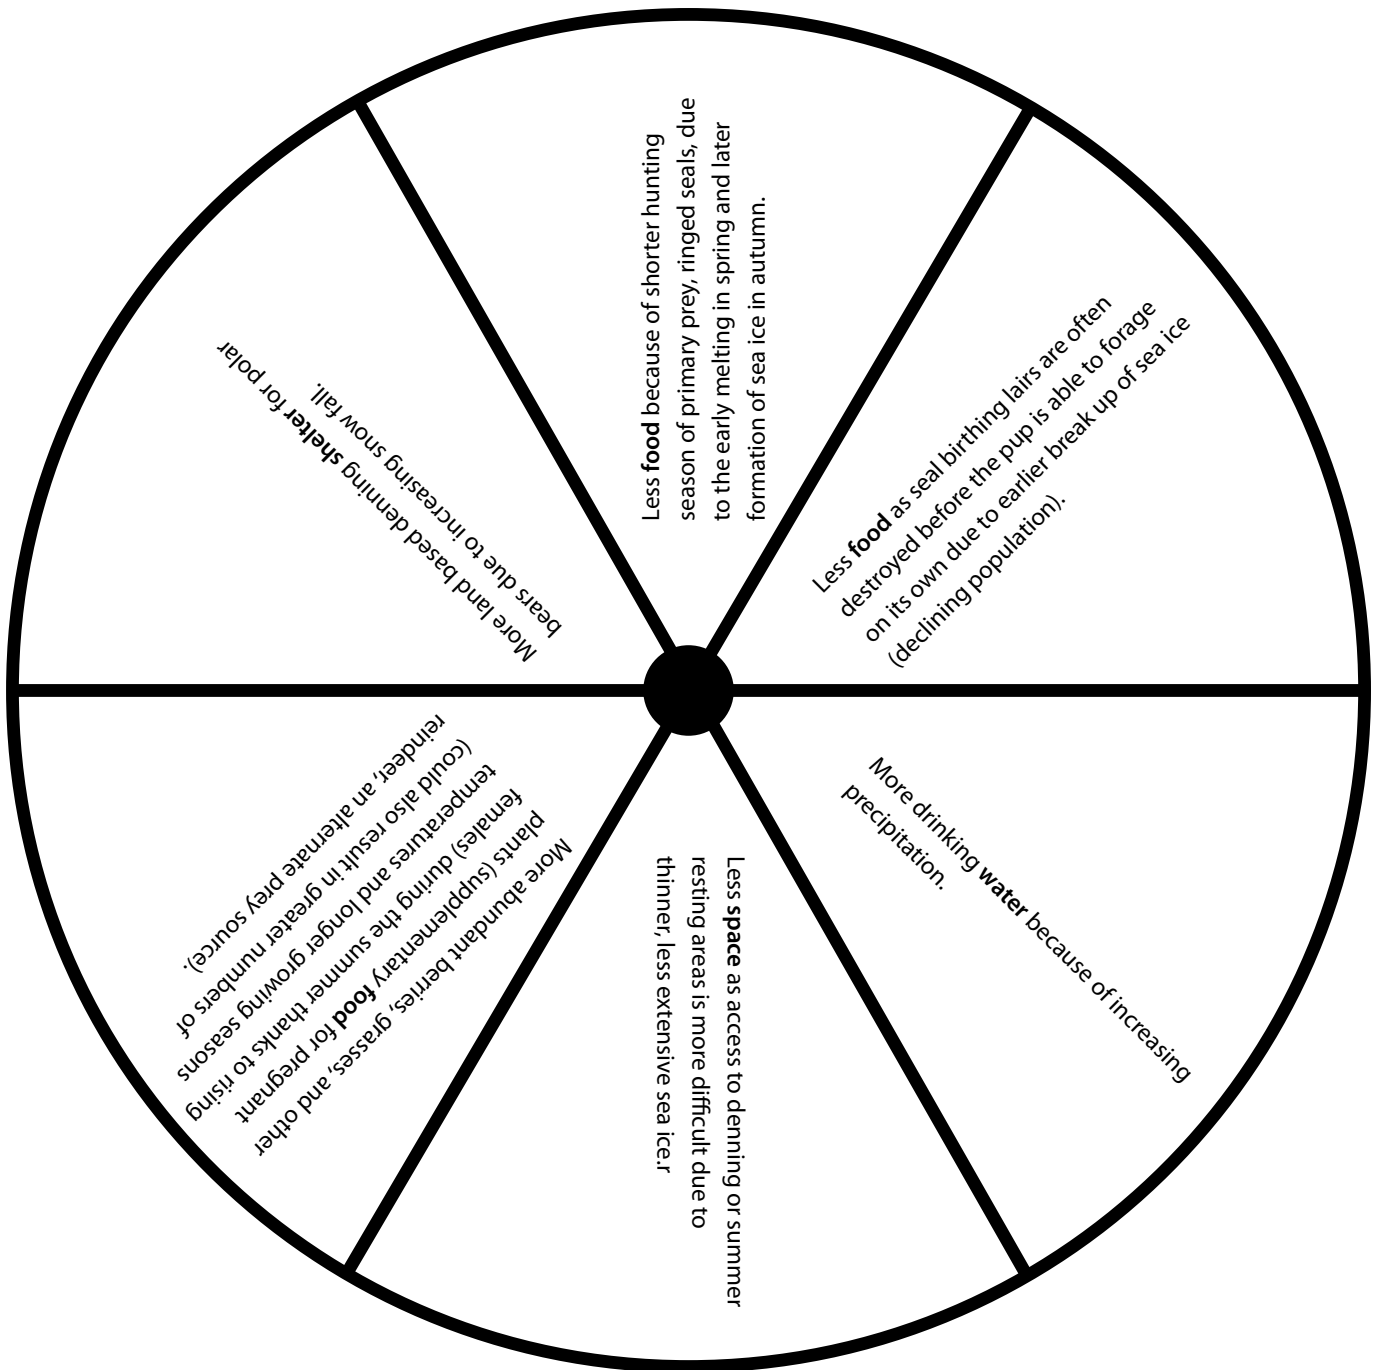 Less food because of shorter hunting
season of primary prey, ringed seals, due
to the early melting in spring and later
formation of sea ice in autumn.
Less food as seal birthing lairs are often
destroyed before the pup is able to forage
on its own due to earlier break up of sea ice
(declining population).
More drinking water because of increasing
precipitation.
Less space as access to denning or summer
resting areas is more difficult due to
thinner, less extensive sea ice.r
More abundant berries, grasses, and other
plants (supplementary food for pregnant
females) during the summer thanks to rising
temperatures and longer growing seasons
(could also result in greater numbers of
reindeer, an alternate prey source).
More land based denning shelter for polar
bears due to increasing snow fall.